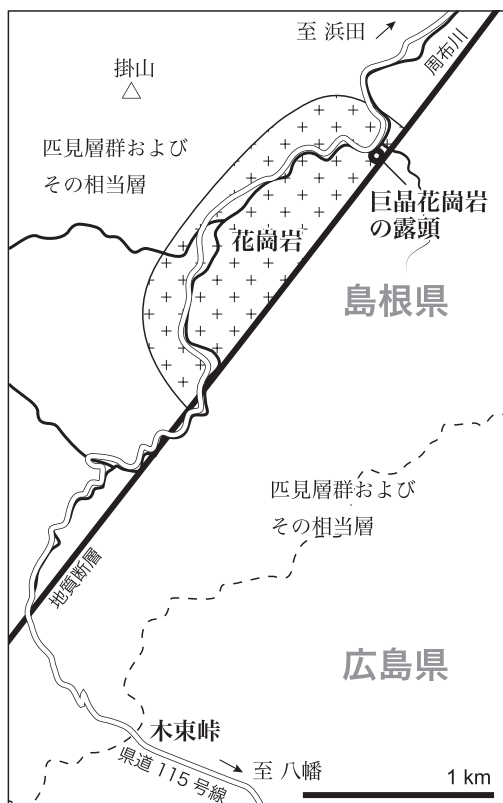 至 浜田
周布川
掛山
匹見層群および
その相当層
巨晶花崗岩
の露頭
花崗岩
島根県
匹見層群および
その相当層
地質断層
広島県
木束峠
県道 115 号線
至 八幡
1 km